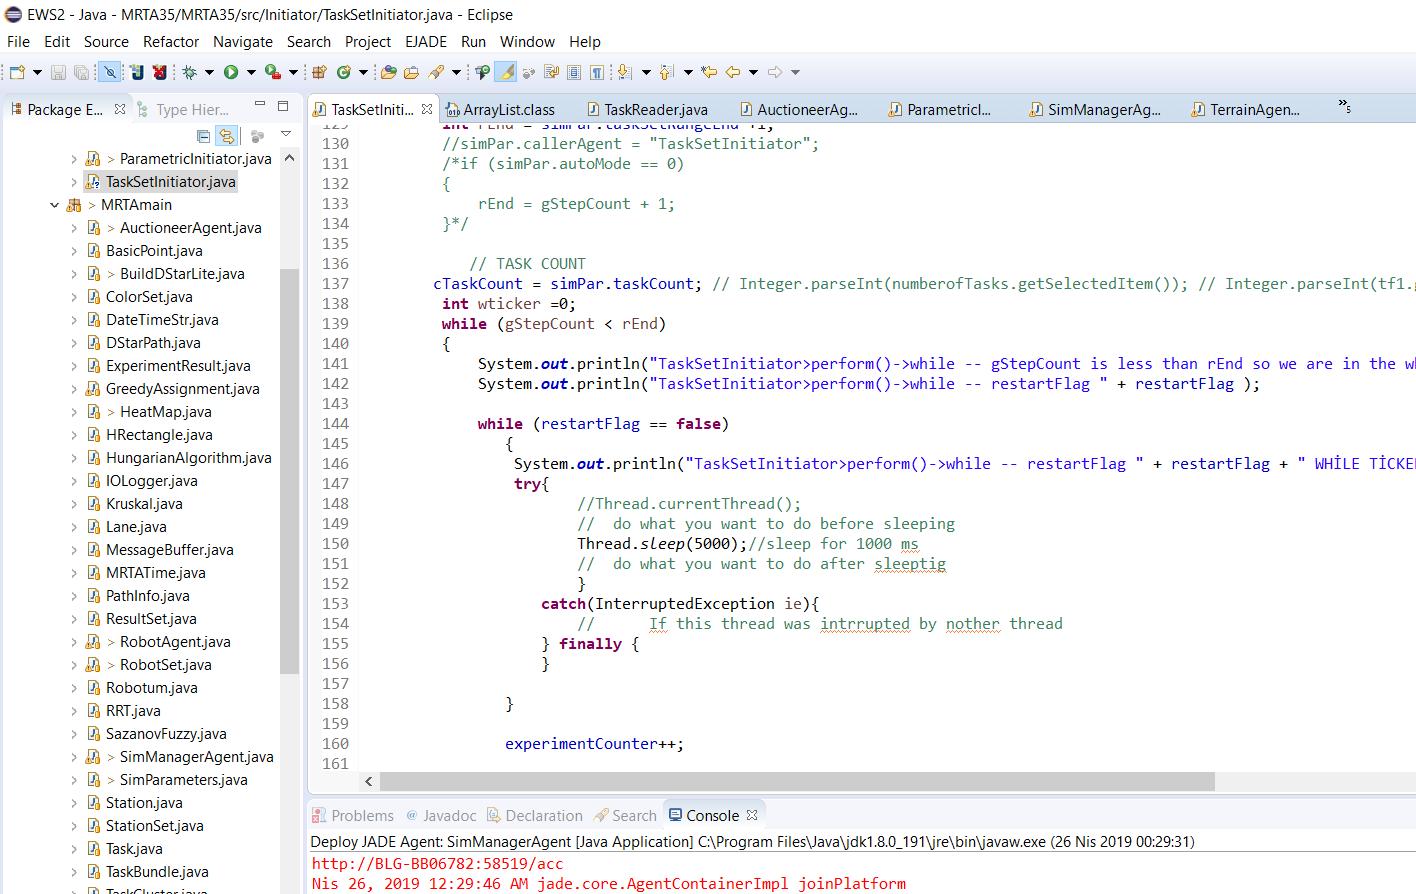 EWS2 - Java - MRTA35/MRTA35/src/Initiator/TaskSetInitiator.java - Eclipse
File Edit Source Refactor Navigate Search Project EJADE Run Window Help
Package E... Type Hier...
TaskSetIniti... ArrayList.class TaskReader.java AuctioneerAg... ParametricI... SimManagerAg... TerrainAgen... »5
> ParametricInitiator.java
TaskSetInitiator.java
> MRTAmain
> AuctioneerAgent.java
BasicPoint.java
> BuildDStarLite.java
ColorSet.java
DateTimeStr.java
DStarPath.java
ExperimentResult.java
GreedyAssignment.java
> HeatMap.java
HRectangle.java
HungarianAlgorithm.java
IOLogger.java
Kruskal.java
Lane.java
MessageBuffer.java
MRTATime.java
PathInfo.java
ResultSet.java
> RobotAgent.java
> RobotSet.java
Robotum.java
RRT.java
SazanovFuzzy.java
> SimManagerAgent.java
> SimParameters.java
Station.java
StationSet.java
Task.java
TaskBundle.java
TaskCluster.java
129 int rEnd = simPar.taskSetRangeEnd +1;
130 //simPar.callerAgent = "TaskSetInitiator";
131 /*if (simPar.autoMode == 0)
132 {
133 rEnd = gStepCount + 1;
134 }*/
135
136 // TASK COUNT
137 cTaskCount = simPar.taskCount; // Integer.parseInt(numberofTasks.getSelectedItem()); // Integer.parseInt(tf1.g
138 int wticker =0;
139 while (gStepCount < rEnd)
140 {
141 System.out.println("TaskSetInitiator>perform()->while -- gStepCount is less than rEnd so we are in the wh
142 System.out.println("TaskSetInitiator>perform()->while -- restartFlag " + restartFlag );
143
144 while (restartFlag == false)
145 {
146 System.out.println("TaskSetInitiator>perform()->while -- restartFlag " + restartFlag + " WHİLE TİCKE
147 try{
148 //Thread.currentThread();
149 // do what you want to do before sleeping
150 Thread.sleep(5000);//sleep for 1000 ms
151 // do what you want to do after sleeptig
152 }
153 catch(InterruptedException ie){
154 // If this thread was intrrupted by nother thread
155 } finally {
156 }
157
158 }
159
160 experimentCounter++;
161
Problems @ Javadoc Declaration Search Console
Deploy JADE Agent: SimManagerAgent [Java Application] C:\Program Files\Java\jdk1.8.0_191\jre\bin\javaw.exe (26 Nis 2019 00:29:31)
http://BLG-BB06782:58519/acc
Nis 26, 2019 12:29:46 AM jade.core.AgentContainerImpl joinPlatform